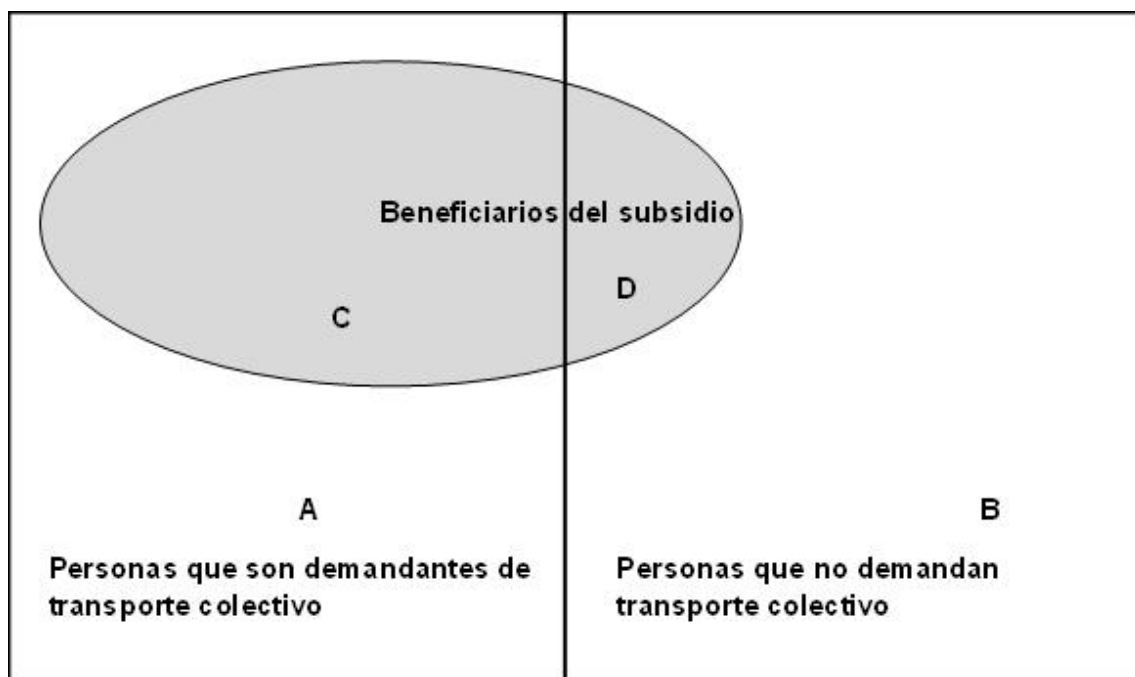 Beneficiarios del subsidio
D
C
A
B
Personas que son demandantes de
transporte colectivo
Personas que no demandan
transporte colectivo